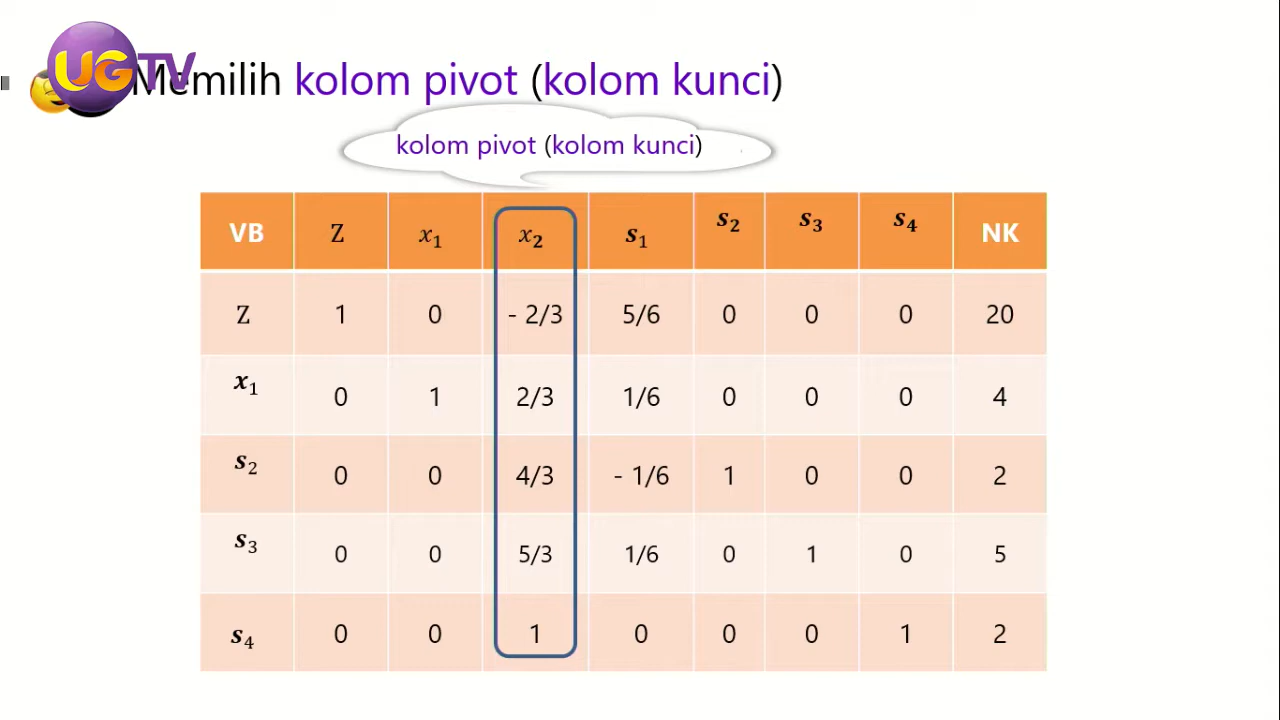 UGTV
Memilih kolom pivot (kolom kunci)
kolom pivot (kolom kunci)
VB Z x₁ x₂ s₁ s₂ s₃ s₄ NK
Z 1 0 - 2/3 5/6 0 0 0 20
x₁ 0 1 2/3 1/6 0 0 0 4
s₂ 0 0 4/3 - 1/6 1 0 0 2
s₃ 0 0 5/3 1/6 0 1 0 5
s₄ 0 0 1 0 0 0 1 2